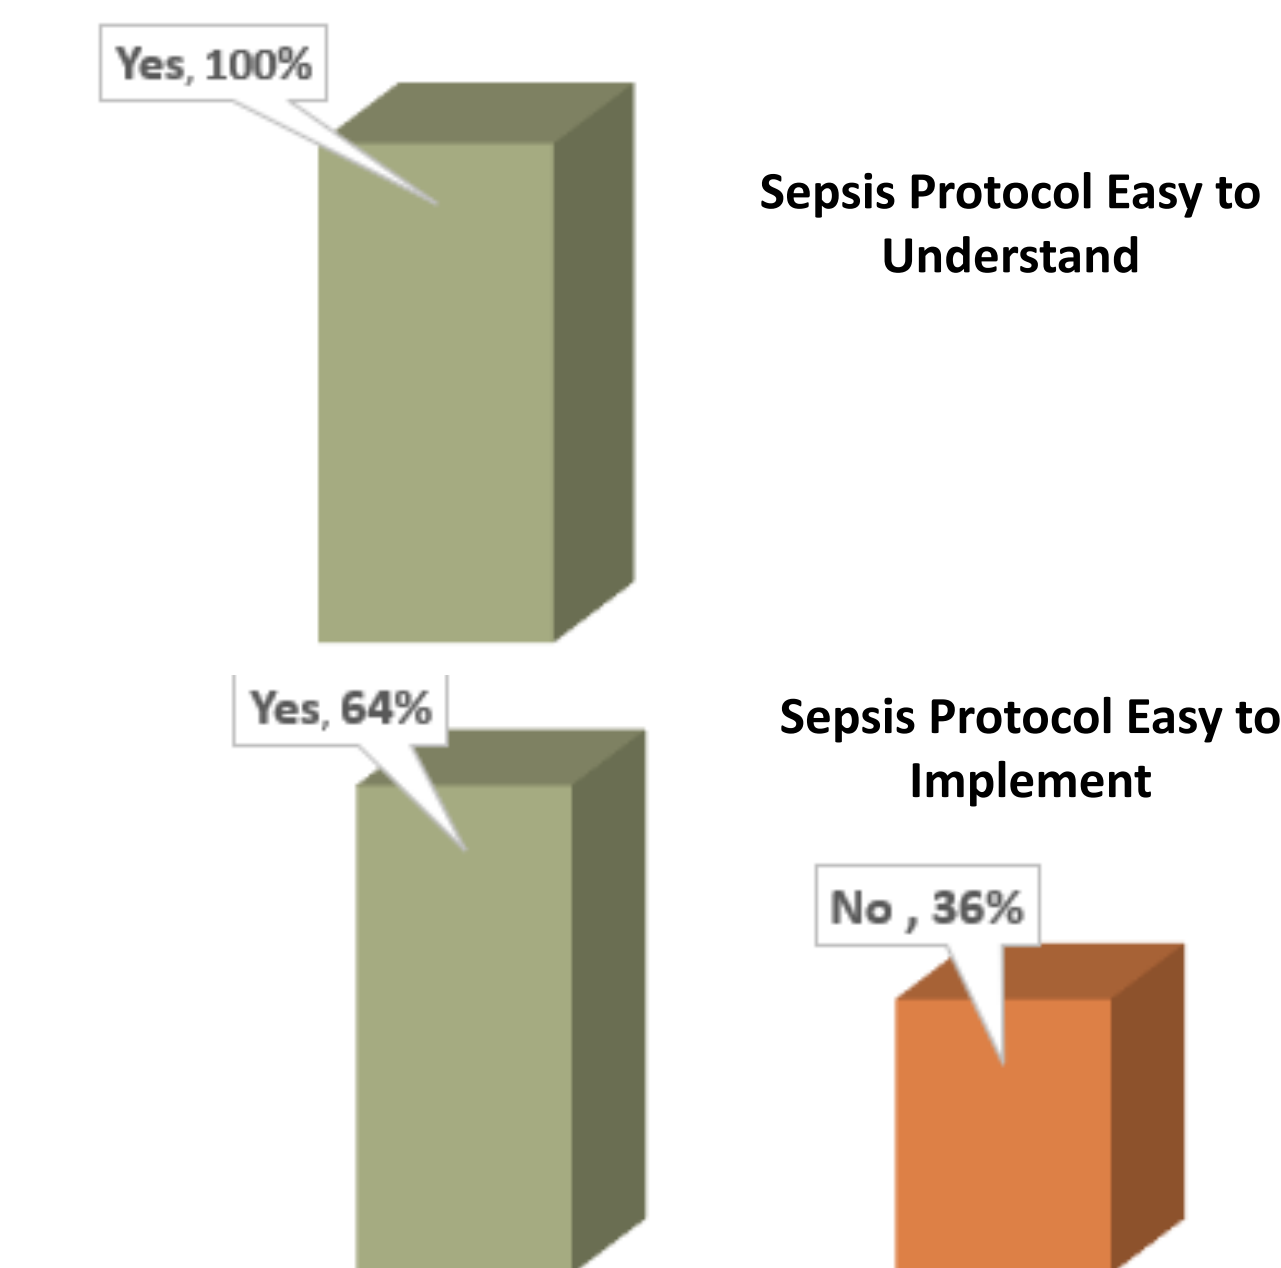 Yes, 100%
Sepsis Protocol Easy to
Understand
Yes, 64%
Sepsis Protocol Easy to
Implement
No , 36%